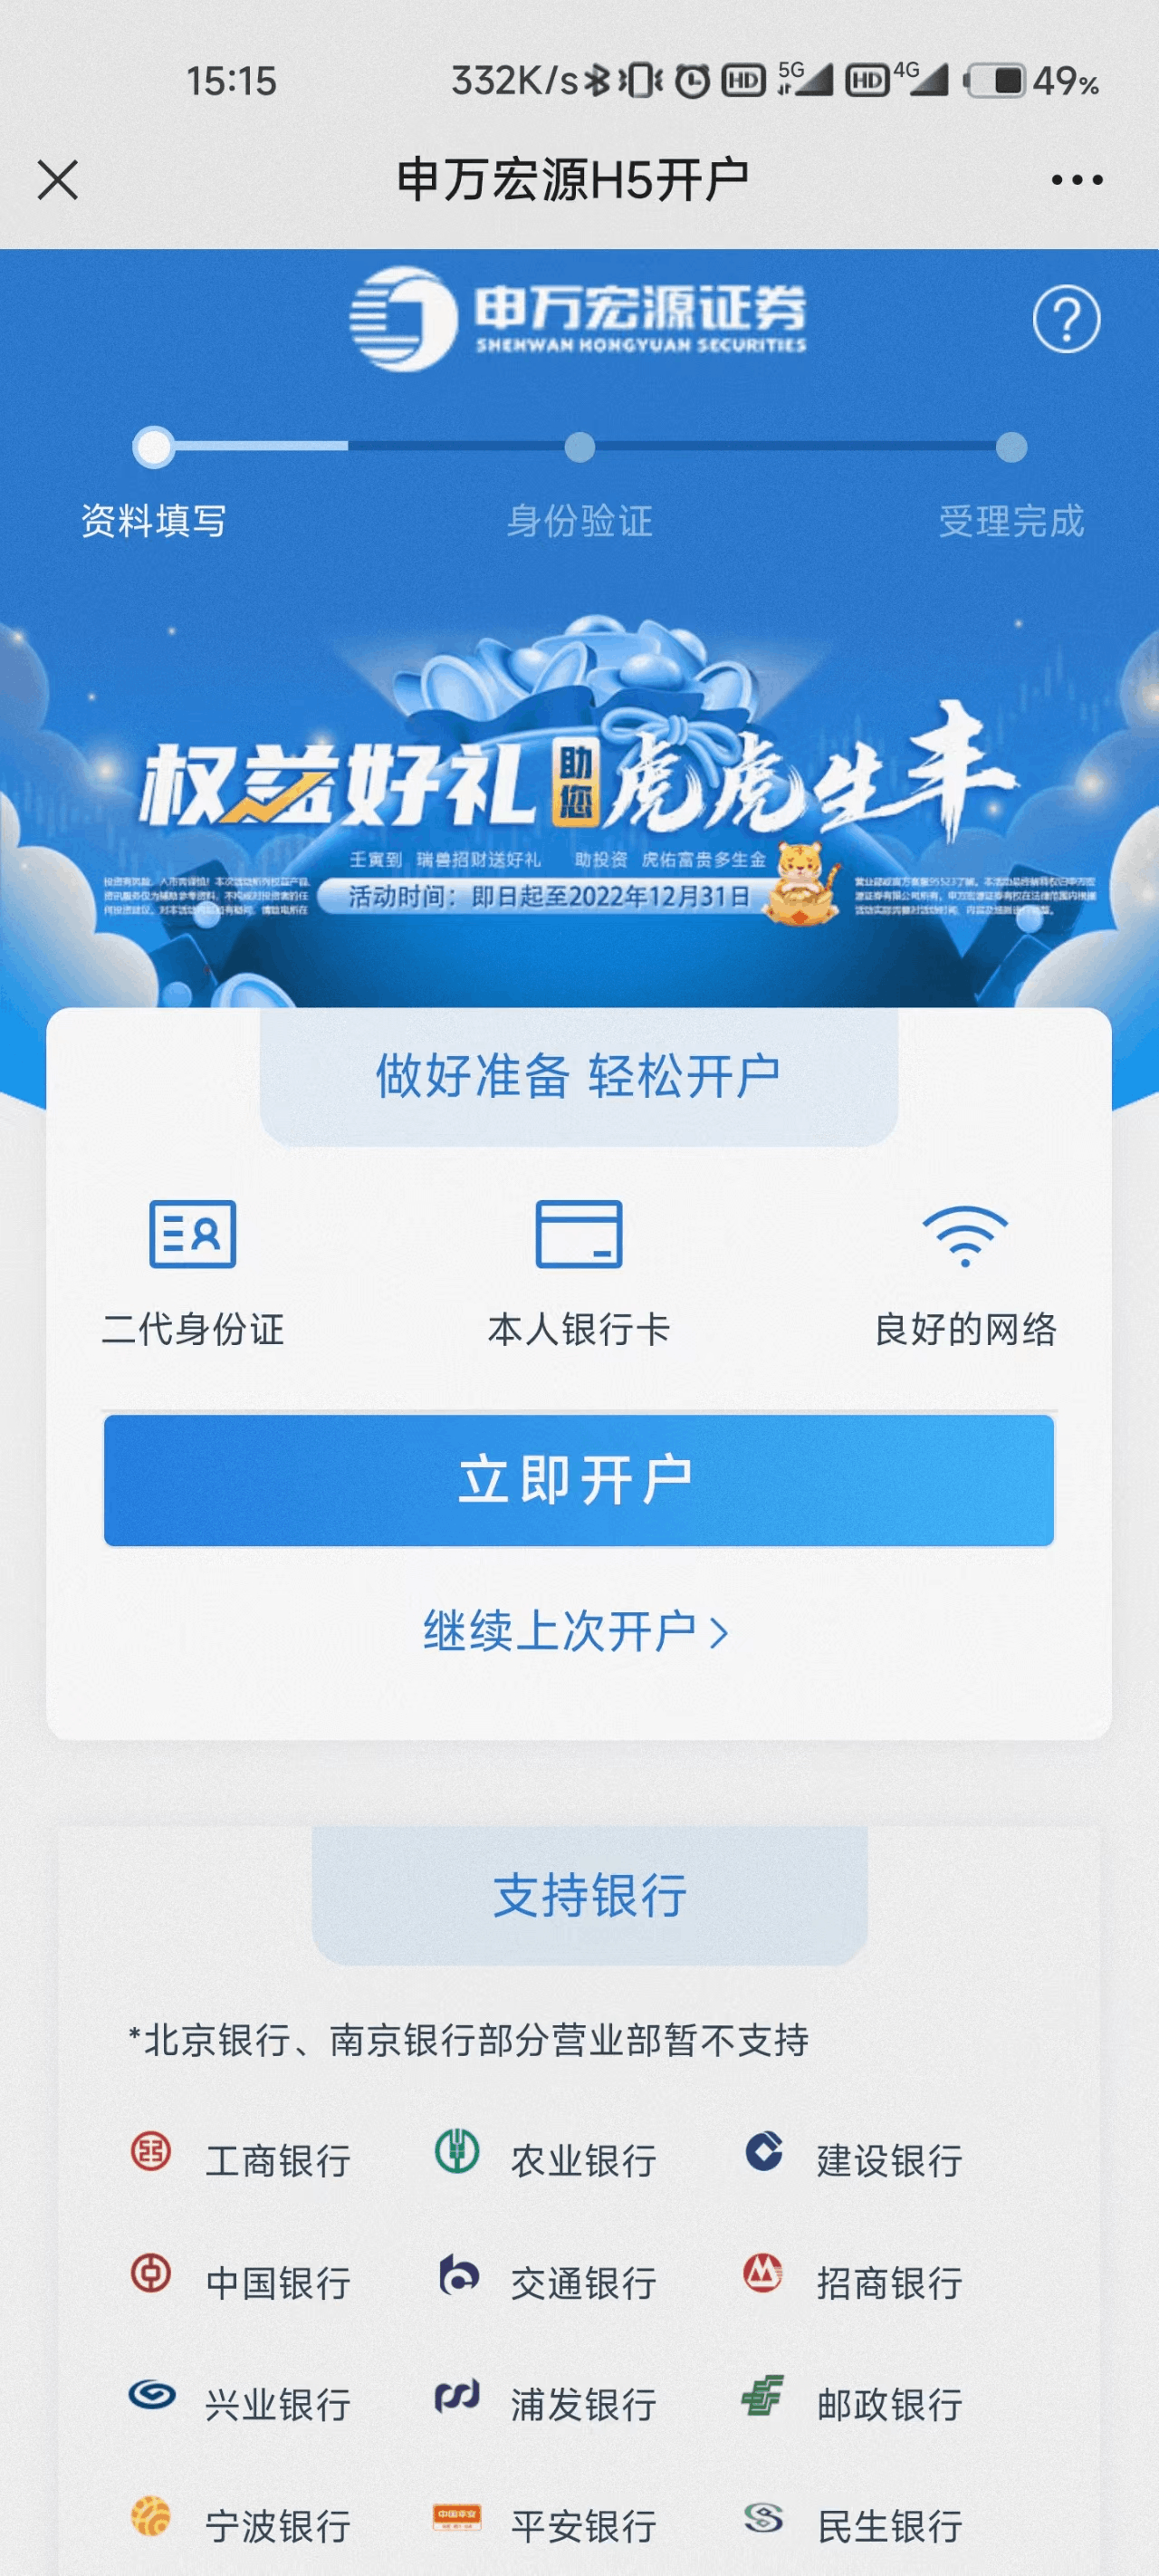 15:15 332K/s HD 5G HD 4G 49%
申万宏源H5开户
申万宏源证券
SHENWAN HONGYUAN SECURITIES
资料填写 身份验证 受理完成
权益好礼 助您 虎虎生丰
壬寅到 瑞兽招财送好礼 助投资 虎佑富贵多生金
活动时间：即日起至2022年12月31日
做好准备 轻松开户
二代身份证 本人银行卡 良好的网络
立即开户
继续上次开户
支持银行
*北京银行、南京银行部分营业部暂不支持
工商银行 农业银行 建设银行
中国银行 交通银行 招商银行
兴业银行 浦发银行 邮政银行
宁波银行 平安银行 民生银行